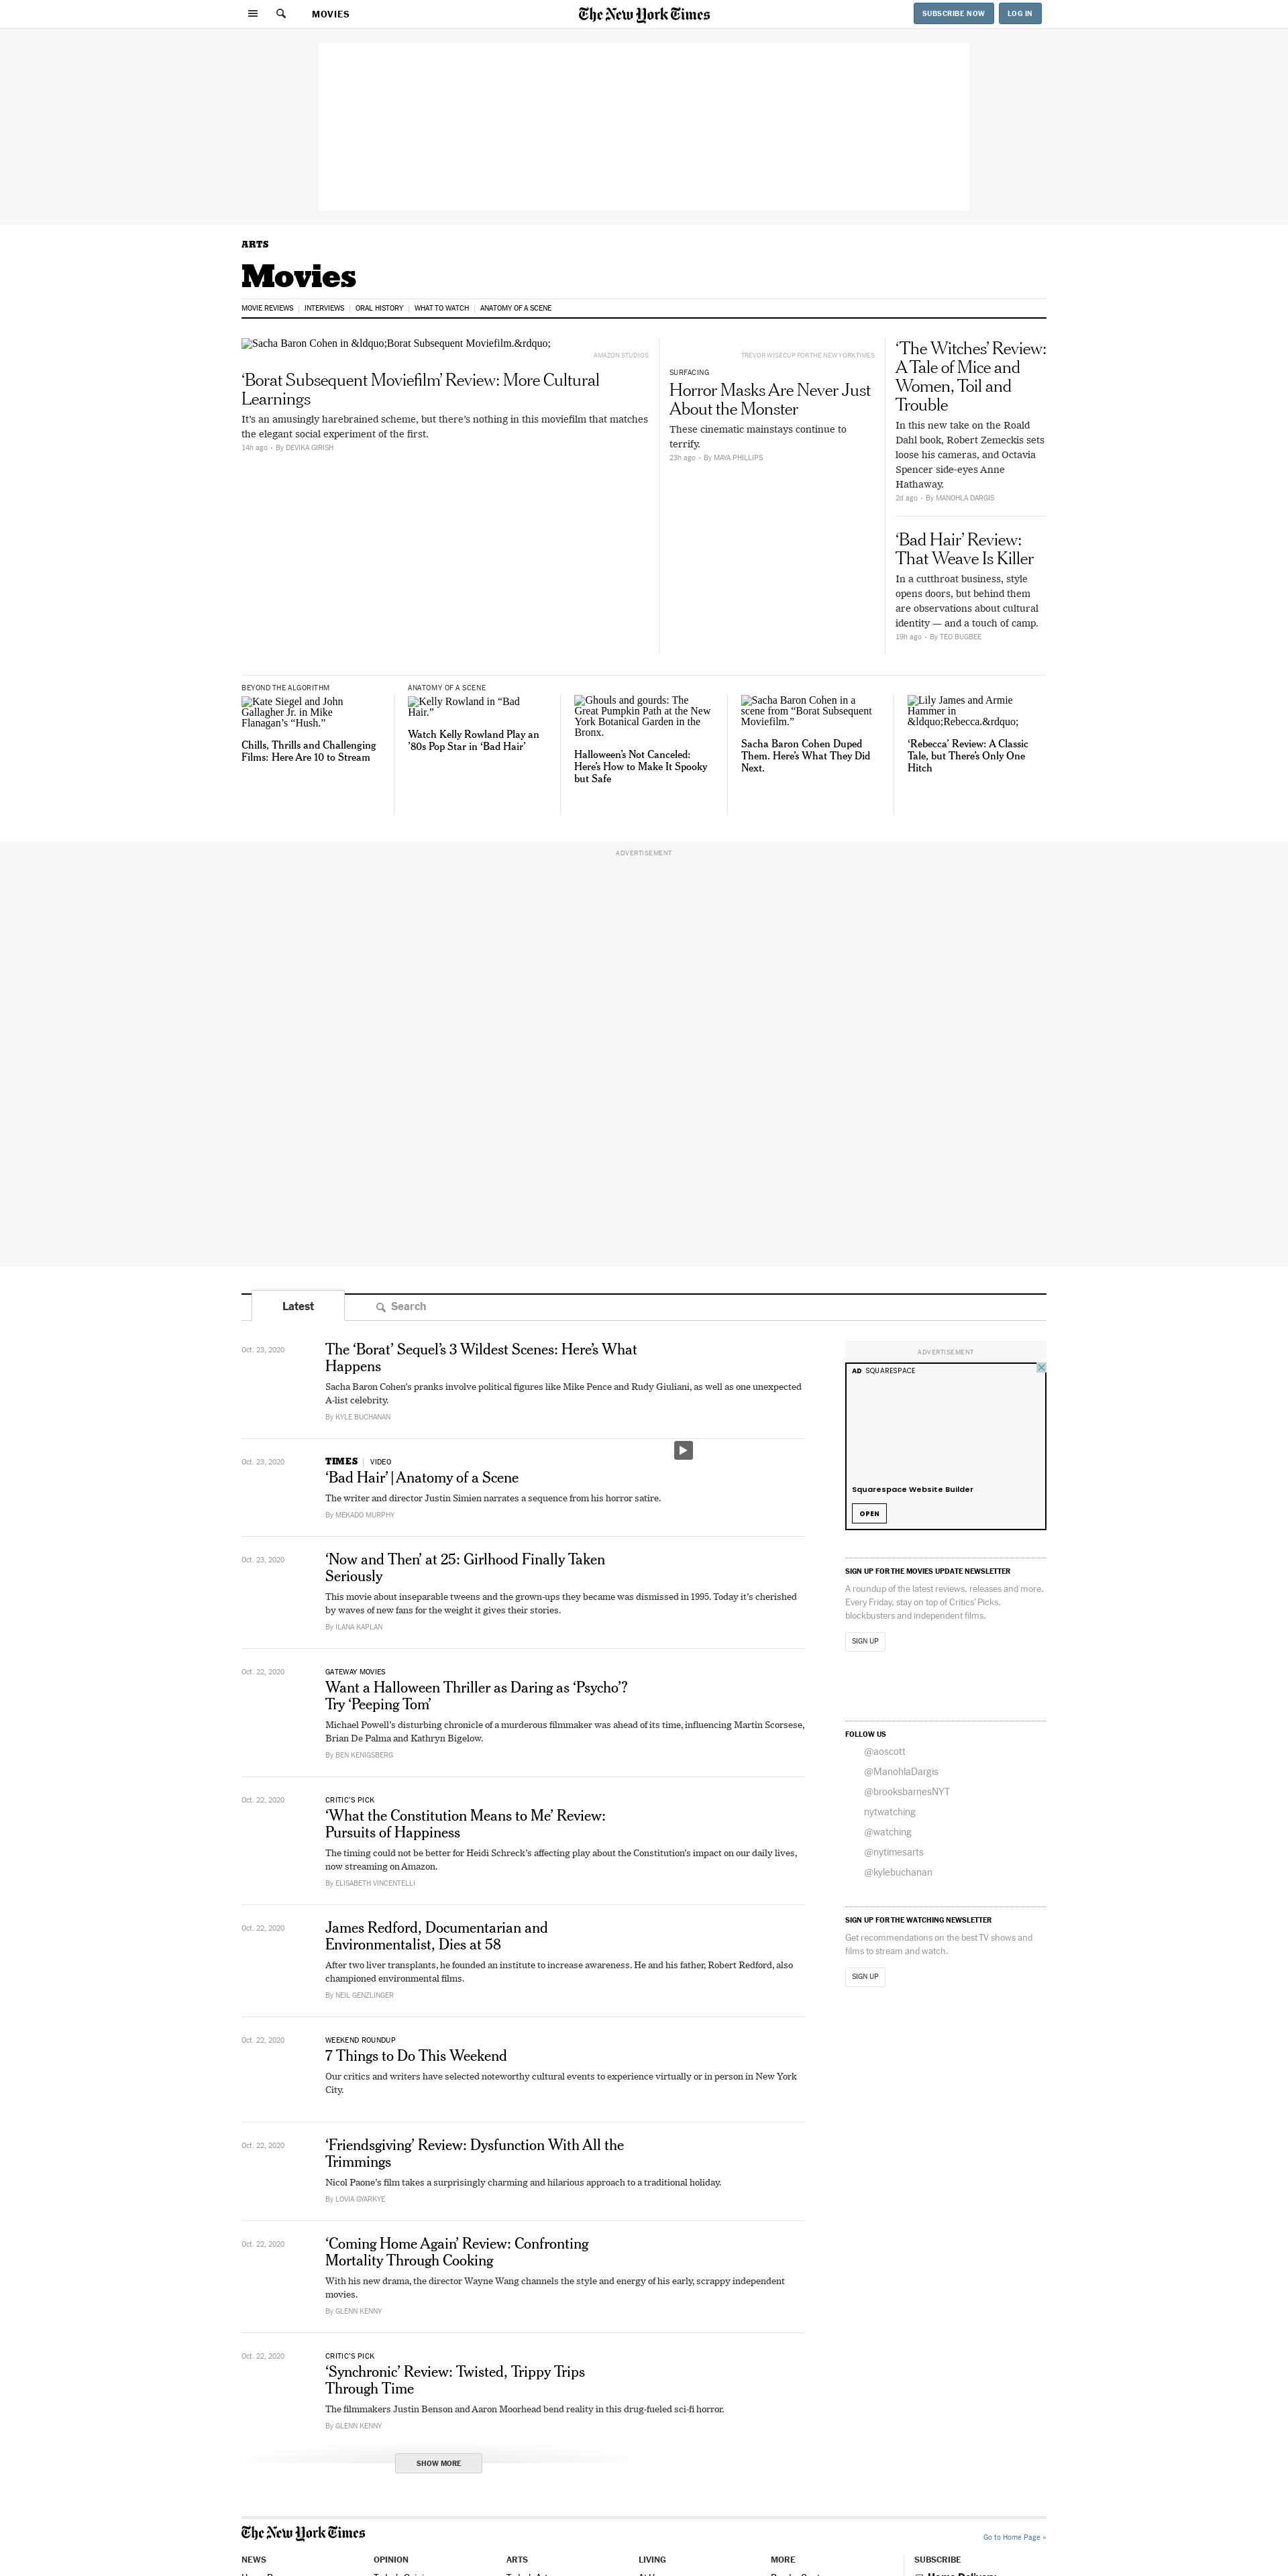 MOVIES
The New York Times
SUBSCRIBE NOW
LOG IN
ARTS
Movies
MOVIE REVIEWS | INTERVIEWS | ORAL HISTORY | WHAT TO WATCH | ANATOMY OF A SCENE
Sacha Baron Cohen in &ldquo;Borat Subsequent Moviefilm.&rdquo;
AMAZON STUDIOS
‘Borat Subsequent Moviefilm’ Review: More Cultural
Learnings
It’s an amusingly harebrained scheme, but there’s nothing in this moviefilm that matches
the elegant social experiment of the first.
14h ago • By DEVIKA GIRISH
TREVOR WISECUP FOR THE NEW YORK TIMES
SURFACING
Horror Masks Are Never Just
About the Monster
These cinematic mainstays continue to
terrify.
23h ago • By MAYA PHILLIPS
‘The Witches’ Review:
A Tale of Mice and
Women, Toil and
Trouble
In this new take on the Roald
Dahl book, Robert Zemeckis sets
loose his cameras, and Octavia
Spencer side-eyes Anne
Hathaway.
2d ago • By MANOHLA DARGIS
‘Bad Hair’ Review:
That Weave Is Killer
In a cutthroat business, style
opens doors, but behind them
are observations about cultural
identity — and a touch of camp.
19h ago • By TEO BUGBEE
BEYOND THE ALGORITHM
Kate Siegel and John
Gallagher Jr. in Mike
Flanagan’s “Hush.”
Chills, Thrills and Challenging
Films: Here Are 10 to Stream
ANATOMY OF A SCENE
Kelly Rowland in “Bad
Hair.”
Watch Kelly Rowland Play an
’80s Pop Star in ‘Bad Hair’
Ghouls and gourds: The
Great Pumpkin Path at the New
York Botanical Garden in the
Bronx.
Halloween’s Not Canceled:
Here’s How to Make It Spooky
but Safe
Sacha Baron Cohen in a
scene from “Borat Subsequent
Moviefilm.”
Sacha Baron Cohen Duped
Them. Here’s What They Did
Next.
Lily James and Armie
Hammer in
&ldquo;Rebecca.&rdquo;
‘Rebecca’ Review: A Classic
Tale, but There’s Only One
Hitch
ADVERTISEMENT
Latest
Search
Oct. 23, 2020
The ‘Borat’ Sequel’s 3 Wildest Scenes: Here’s What
Happens
Sacha Baron Cohen’s pranks involve political figures like Mike Pence and Rudy Giuliani, as well as one unexpected
A-list celebrity.
By KYLE BUCHANAN
Oct. 23, 2020
TIMES | VIDEO
‘Bad Hair’ | Anatomy of a Scene
The writer and director Justin Simien narrates a sequence from his horror satire.
By MEKADO MURPHY
Oct. 23, 2020
‘Now and Then’ at 25: Girlhood Finally Taken
Seriously
This movie about inseparable tweens and the grown-ups they became was dismissed in 1995. Today it’s cherished
by waves of new fans for the weight it gives their stories.
By ILANA KAPLAN
Oct. 22, 2020
GATEWAY MOVIES
Want a Halloween Thriller as Daring as ‘Psycho’?
Try ‘Peeping Tom’
Michael Powell’s disturbing chronicle of a murderous filmmaker was ahead of its time, influencing Martin Scorsese,
Brian De Palma and Kathryn Bigelow.
By BEN KENIGSBERG
Oct. 22, 2020
CRITIC’S PICK
‘What the Constitution Means to Me’ Review:
Pursuits of Happiness
The timing could not be better for Heidi Schreck’s affecting play about the Constitution’s impact on our daily lives,
now streaming on Amazon.
By ELISABETH VINCENTELLI
Oct. 22, 2020
James Redford, Documentarian and
Environmentalist, Dies at 58
After two liver transplants, he founded an institute to increase awareness. He and his father, Robert Redford, also
championed environmental films.
By NEIL GENZLINGER
Oct. 22, 2020
WEEKEND ROUNDUP
7 Things to Do This Weekend
Our critics and writers have selected noteworthy cultural events to experience virtually or in person in New York
City.
Oct. 22, 2020
‘Friendsgiving’ Review: Dysfunction With All the
Trimmings
Nicol Paone’s film takes a surprisingly charming and hilarious approach to a traditional holiday.
By LOVIA GYARKYE
Oct. 22, 2020
‘Coming Home Again’ Review: Confronting
Mortality Through Cooking
With his new drama, the director Wayne Wang channels the style and energy of his early, scrappy independent
movies.
By GLENN KENNY
Oct. 22, 2020
CRITIC’S PICK
‘Synchronic’ Review: Twisted, Trippy Trips
Through Time
The filmmakers Justin Benson and Aaron Moorhead bend reality in this drug-fueled sci-fi horror.
By GLENN KENNY
SHOW MORE
ADVERTISEMENT
AD SQUARESPACE
Squarespace Website Builder
OPEN
SIGN UP FOR THE MOVIES UPDATE NEWSLETTER
A roundup of the latest reviews, releases and more.
Every Friday, stay on top of Critics’ Picks,
blockbusters and independent films.
SIGN UP
FOLLOW US
@aoscott
@ManohlaDargis
@brooksbarnesNYT
nytwatching
@watching
@nytimesarts
@kylebuchanan
SIGN UP FOR THE WATCHING NEWSLETTER
Get recommendations on the best TV shows and
films to stream and watch.
SIGN UP
The New York Times
Go to Home Page »
NEWS
OPINION
ARTS
LIVING
MORE
SUBSCRIBE